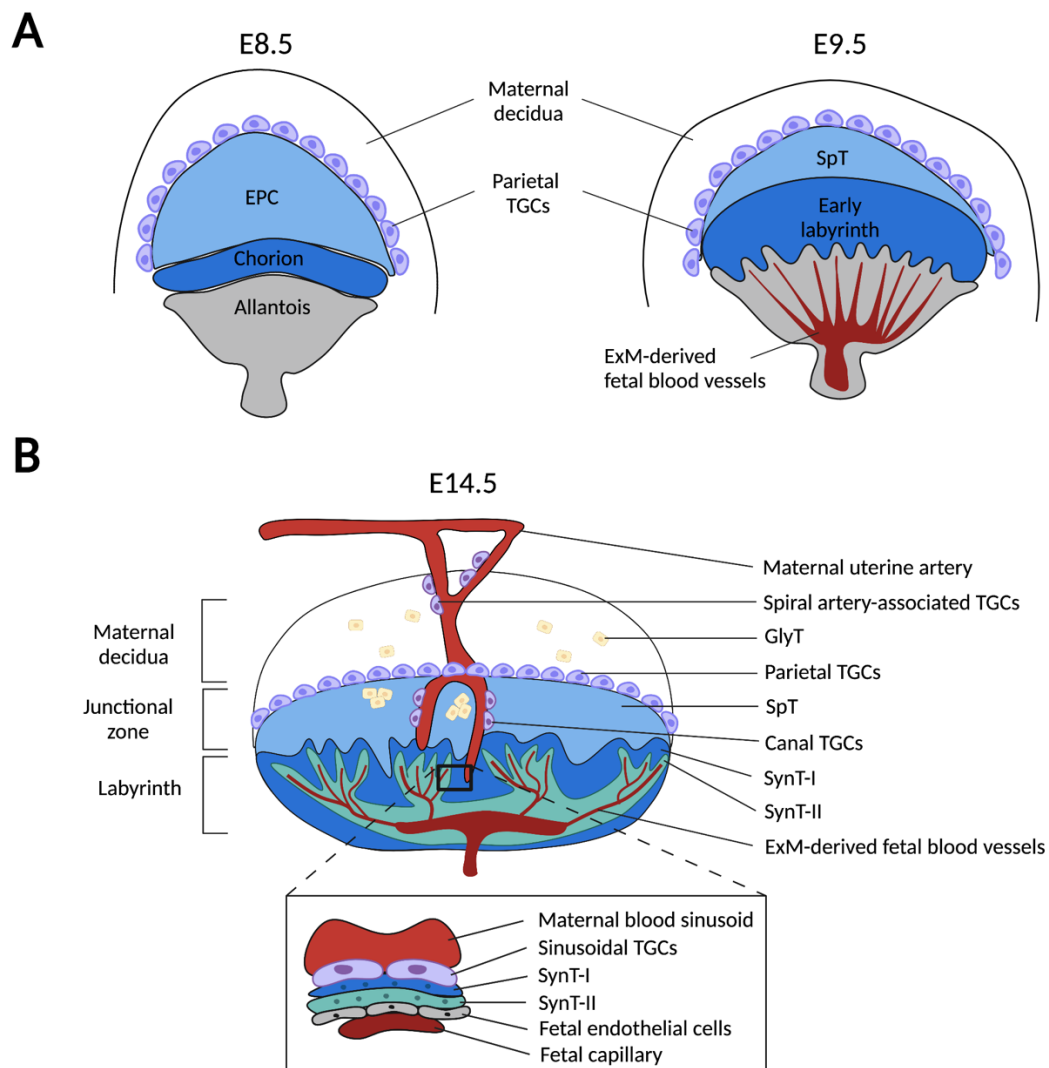 A
E8.5
E9.5
Maternal
decidua
Parietal
TGCs
EPC
Chorion
Allantois
SpT
Early
labyrinth
ExM-derived
fetal blood vessels
B
E14.5
Maternal
decidua
Junctional
zone
Labyrinth
Maternal uterine artery
Spiral artery-associated TGCs
GlyT
Parietal TGCs
SpT
Canal TGCs
SynT-I
SynT-II
ExM-derived fetal blood vessels
Maternal blood sinusoid
Sinusoidal TGCs
SynT-I
SynT-II
Fetal endothelial cells
Fetal capillary